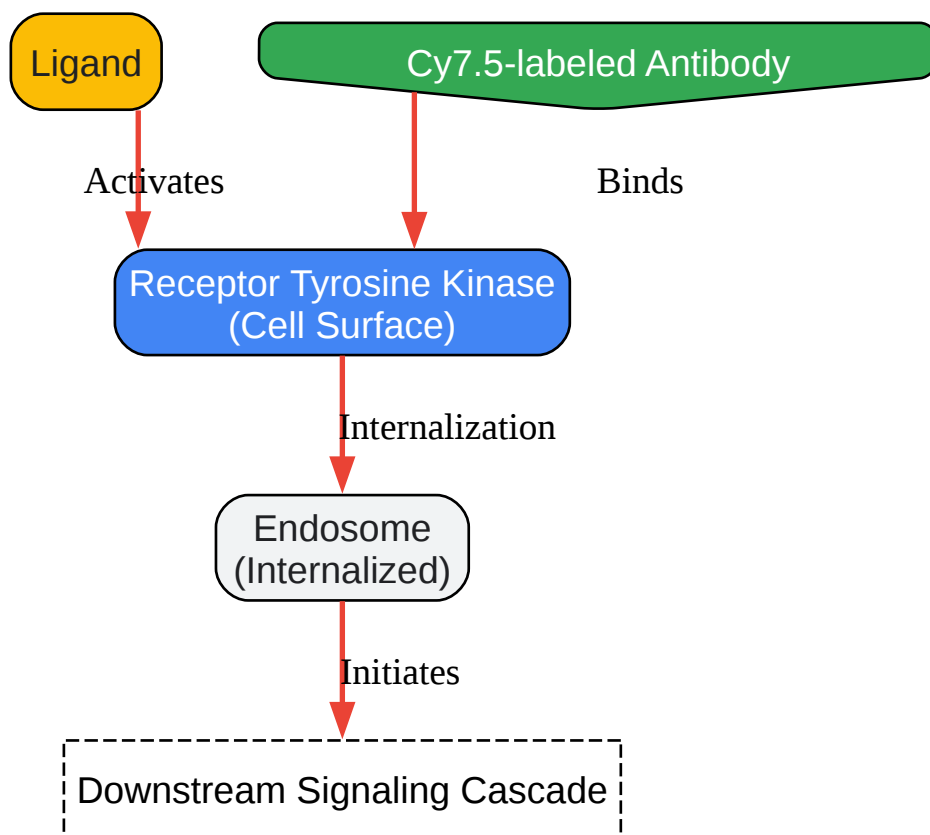 Ligand
Cy7.5-labeled Antibody
Activates
Binds
Receptor Tyrosine Kinase
(Cell Surface)
Internalization
Endosome
(Internalized)
Initiates
Downstream Signaling Cascade